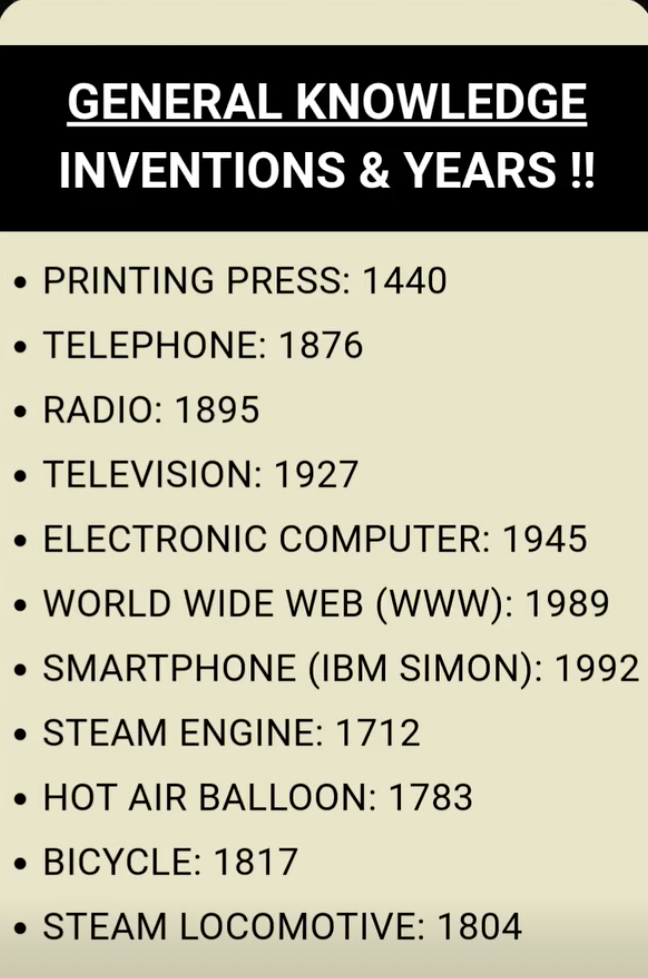 GENERAL KNOWLEDGE
INVENTIONS & YEARS !!
• PRINTING PRESS: 1440
• TELEPHONE: 1876
• RADIO: 1895
• TELEVISION: 1927
• ELECTRONIC COMPUTER: 1945
• WORLD WIDE WEB (WWW): 1989
• SMARTPHONE (IBM SIMON): 1992
• STEAM ENGINE: 1712
• HOT AIR BALLOON: 1783
• BICYCLE: 1817
• STEAM LOCOMOTIVE: 1804